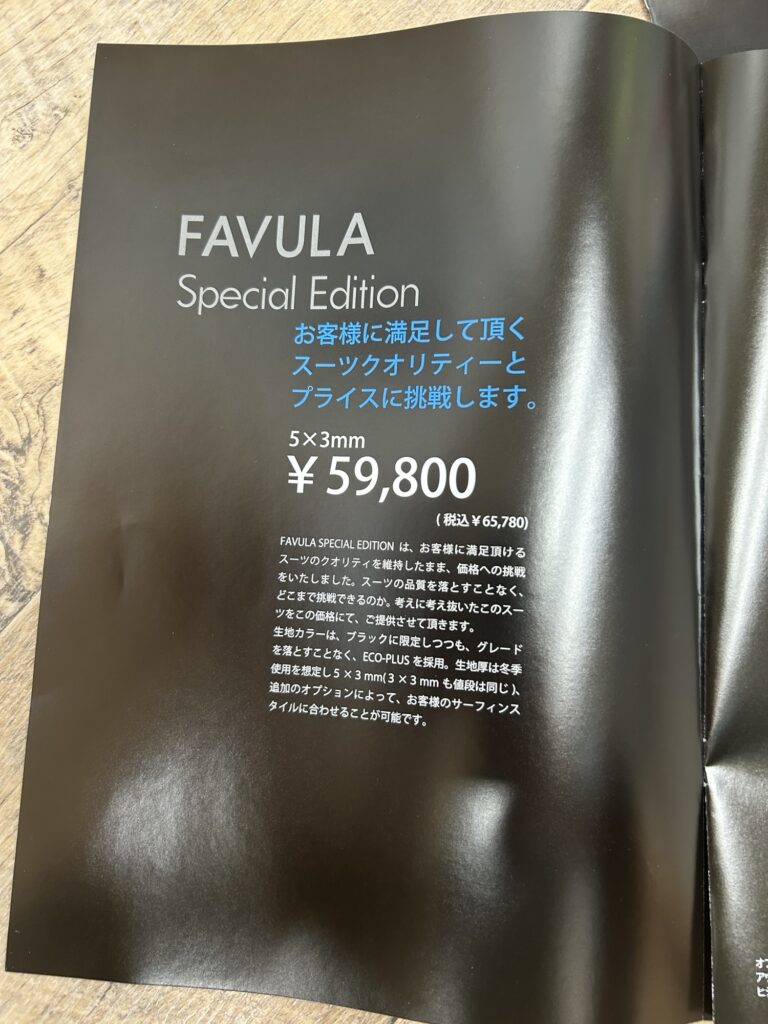 FAVULA
Special Edition
お客様に満足して頂く
スーツクオリティーと
プライスに挑戦します。
5×3mm
￥59,800
(税込￥65,780)
FAVULA SPECIAL EDITION は、お客様に満足頂ける
スーツのクオリティを維持したまま、価格への挑戦
をいたしました。スーツの品質を落とすことなく、
どこまで挑戦できるのか。考えに考え抜いたこのスー
ツをこの価格にて、ご提供させて頂きます。
生地カラーは、ブラックに限定しつつも、グレード
を落とすことなく、ECO-PLUS を採用。生地厚は冬季
使用を想定し5×3mm(3×3mmも値段は同じ)、
追加のオプションによって、お客様のサーフィンス
タイルに合わせることが可能です。